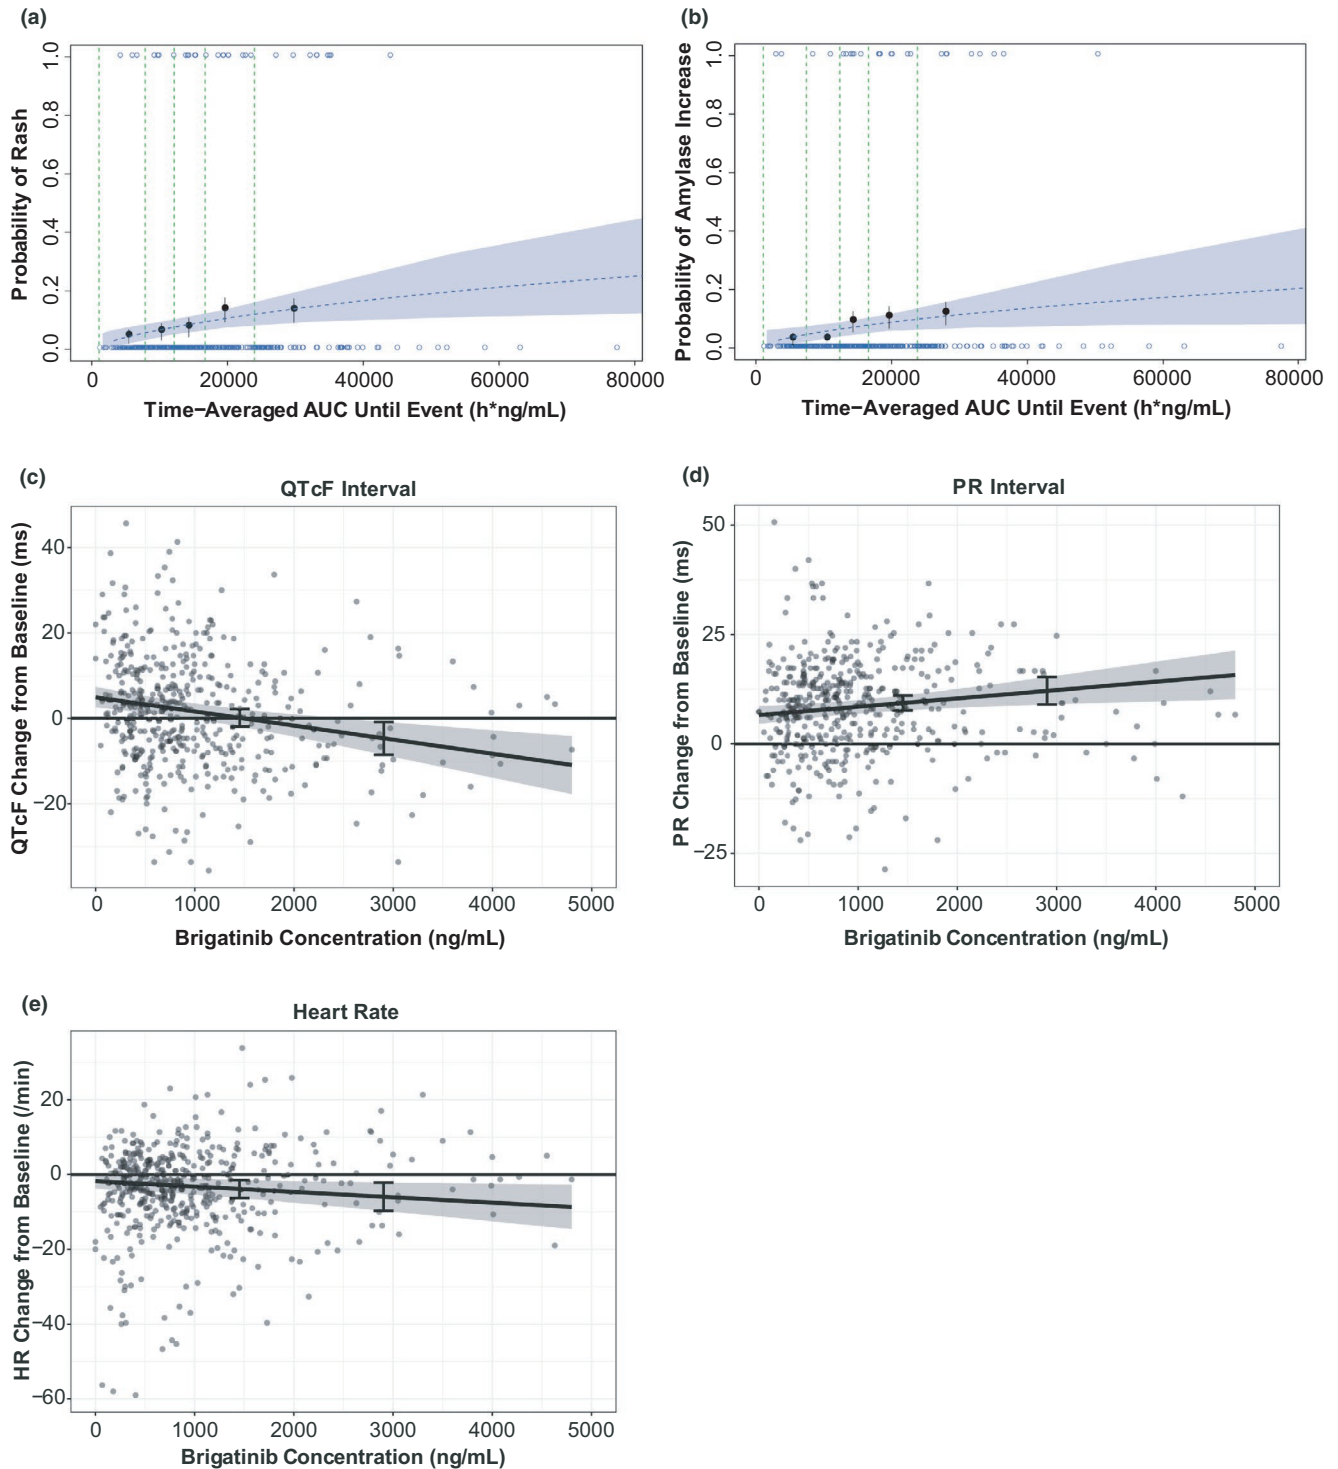 (a)
Probability of Rash
1.0
0.8
0.6
0.4
0.2
0.0
0 20000 40000 60000 80000
Time−Averaged AUC Until Event (h*ng/mL)
(b)
Probability of Amylase Increase
1.0
0.8
0.6
0.4
0.2
0.0
0 20000 40000 60000 80000
Time−Averaged AUC Until Event (h*ng/mL)
(c)
QTcF Interval
QTcF Change from Baseline (ms)
40
20
0
−20
0 1000 2000 3000 4000 5000
Brigatinib Concentration (ng/mL)
(d)
PR Interval
PR Change from Baseline (ms)
50
25
0
−25
0 1000 2000 3000 4000 5000
Brigatinib Concentration (ng/mL)
(e)
Heart Rate
HR Change from Baseline (/min)
20
0
−20
−40
−60
0 1000 2000 3000 4000 5000
Brigatinib Concentration (ng/mL)